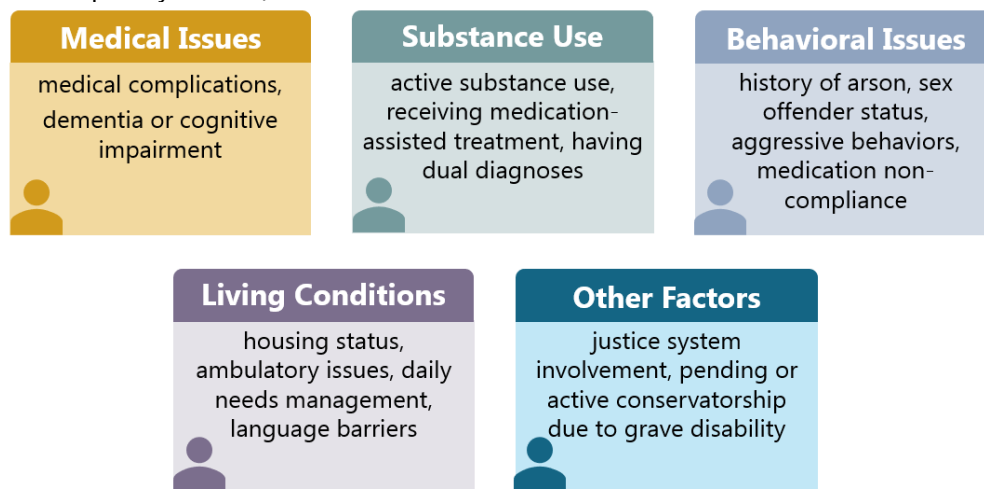 Medical Issues
medical complications,
dementia or cognitive
impairment
Substance Use
active substance use,
receiving medication-
assisted treatment, having
dual diagnoses
Behavioral Issues
history of arson, sex
offender status,
aggressive behaviors,
medication non-
compliance
Living Conditions
housing status,
ambulatory issues, daily
needs management,
language barriers
Other Factors
justice system
involvement, pending or
active conservatorship
due to grave disability